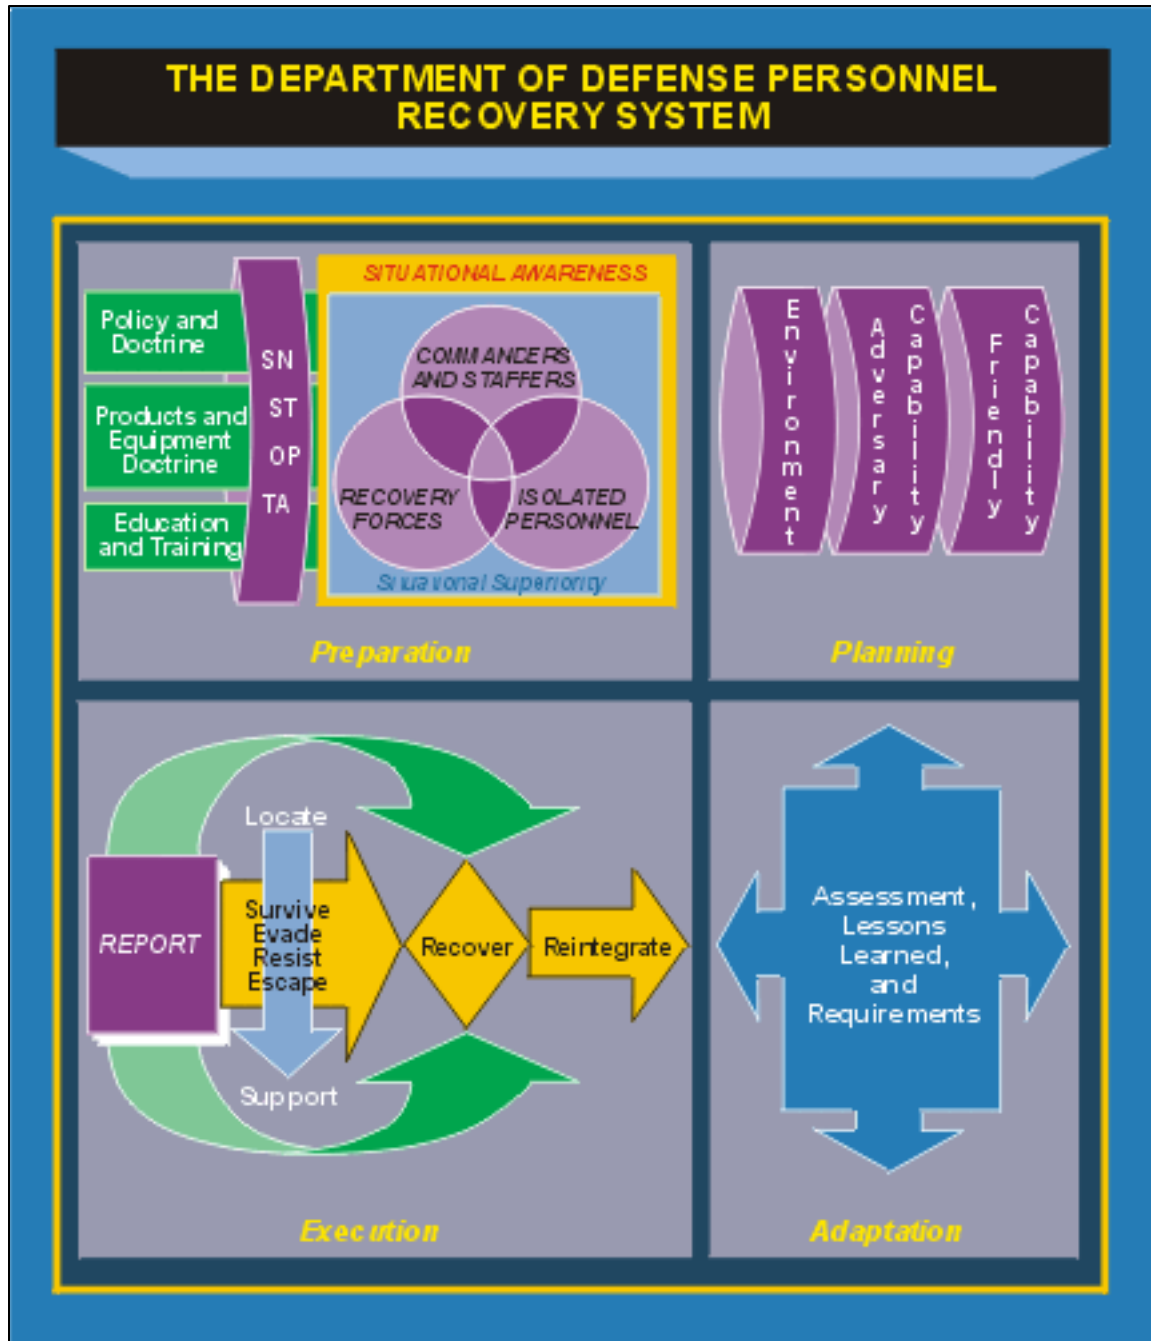 THE DEPARTMENT OF DEFENSE PERSONNEL
RECOVERY SYSTEM
Policy and
Doctrine
Products and
Equipment
Doctrine
Education
and Training
SN
ST
OP
TA
SITUATIONAL AWARENESS
COMMANDERS
AND STAFFERS
RECOVERY
FORCES
ISOLATED
PERSONNEL
Situational Superiority
Preparation
Environment
Adversary
Capability
Friendly
Capability
Planning
Locate
REPORT
Survive
Evade
Resist
Escape
Recover
Reintegrate
Support
Execution
Assessment,
Lessons
Learned,
and
Requirements
Adaptation